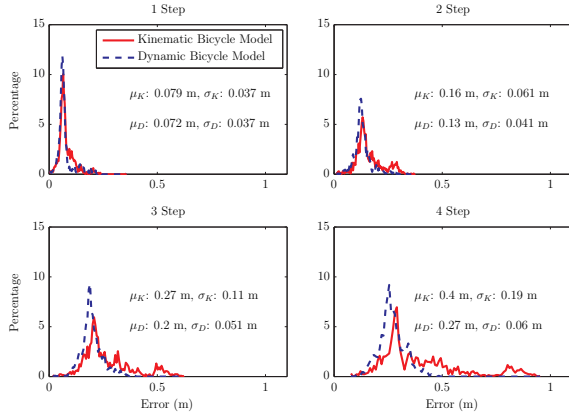 1 Step
2 Step
15
10
5
0
0
0.5
1
Percentage
Kinematic Bicycle Model
Dynamic Bicycle Model
μK: 0.079 m, σK: 0.037 m
μD: 0.072 m, σD: 0.037 m
15
10
5
0
0
0.5
1
μK: 0.16 m, σK: 0.061 m
μD: 0.13 m, σD: 0.041 m
3 Step
4 Step
15
10
5
0
0
0.5
1
Percentage
Error (m)
μK: 0.27 m, σK: 0.11 m
μD: 0.2 m, σD: 0.051 m
15
10
5
0
0
0.5
1
Error (m)
μK: 0.4 m, σK: 0.19 m
μD: 0.27 m, σD: 0.06 m